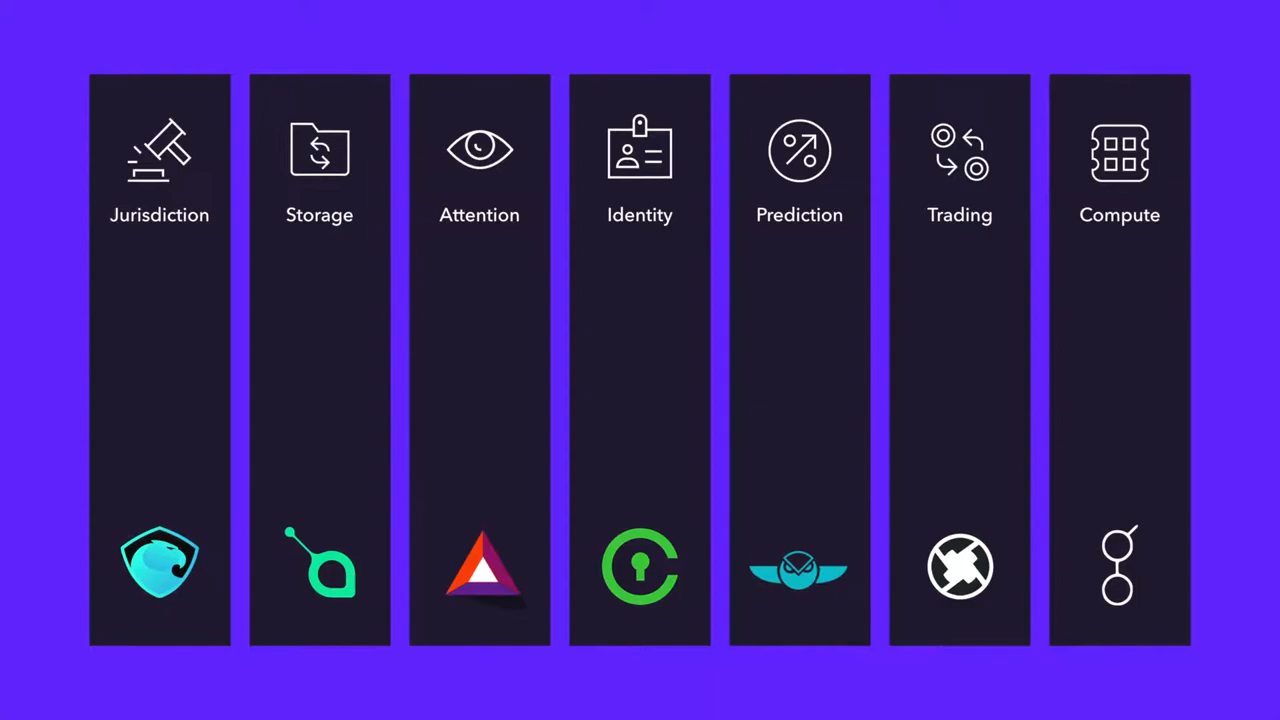 Jurisdiction
Storage
Attention
Identity
Prediction
Trading
Compute